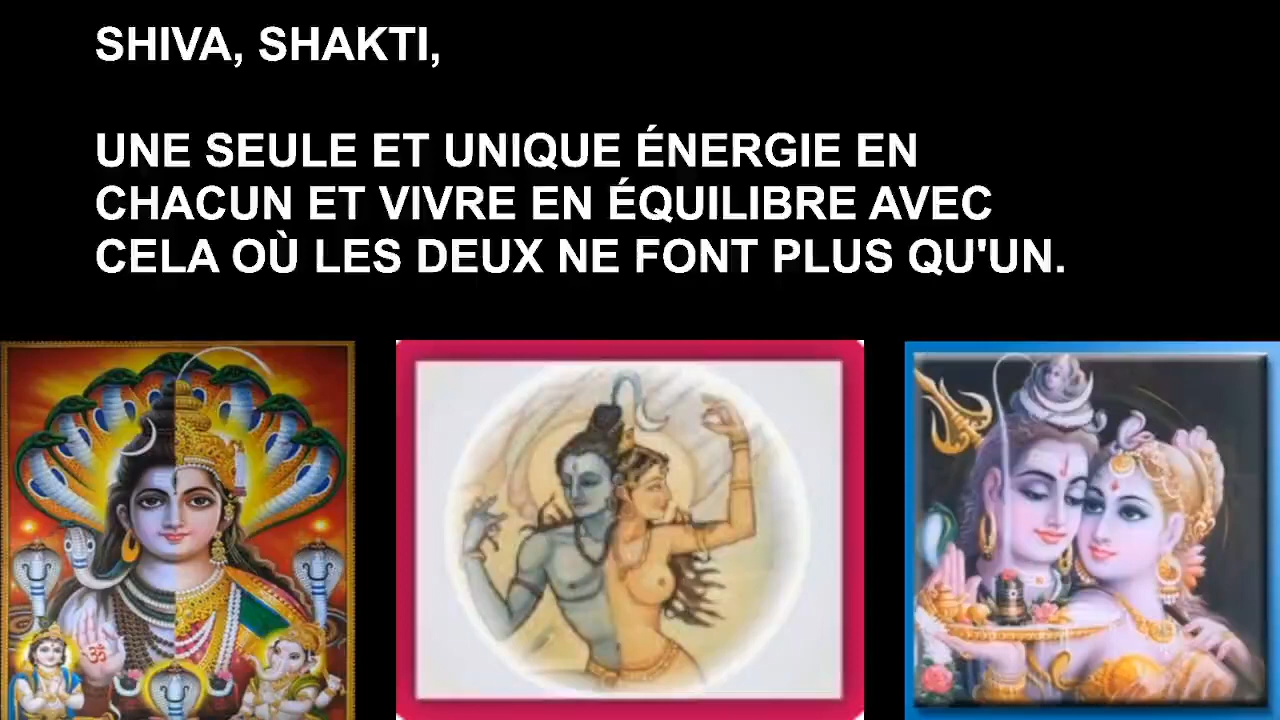 SHIVA, SHAKTI,
UNE SEULE ET UNIQUE ÉNERGIE EN
CHACUN ET VIVRE EN ÉQUILIBRE AVEC
CELA OÙ LES DEUX NE FONT PLUS QU'UN.
ॐ